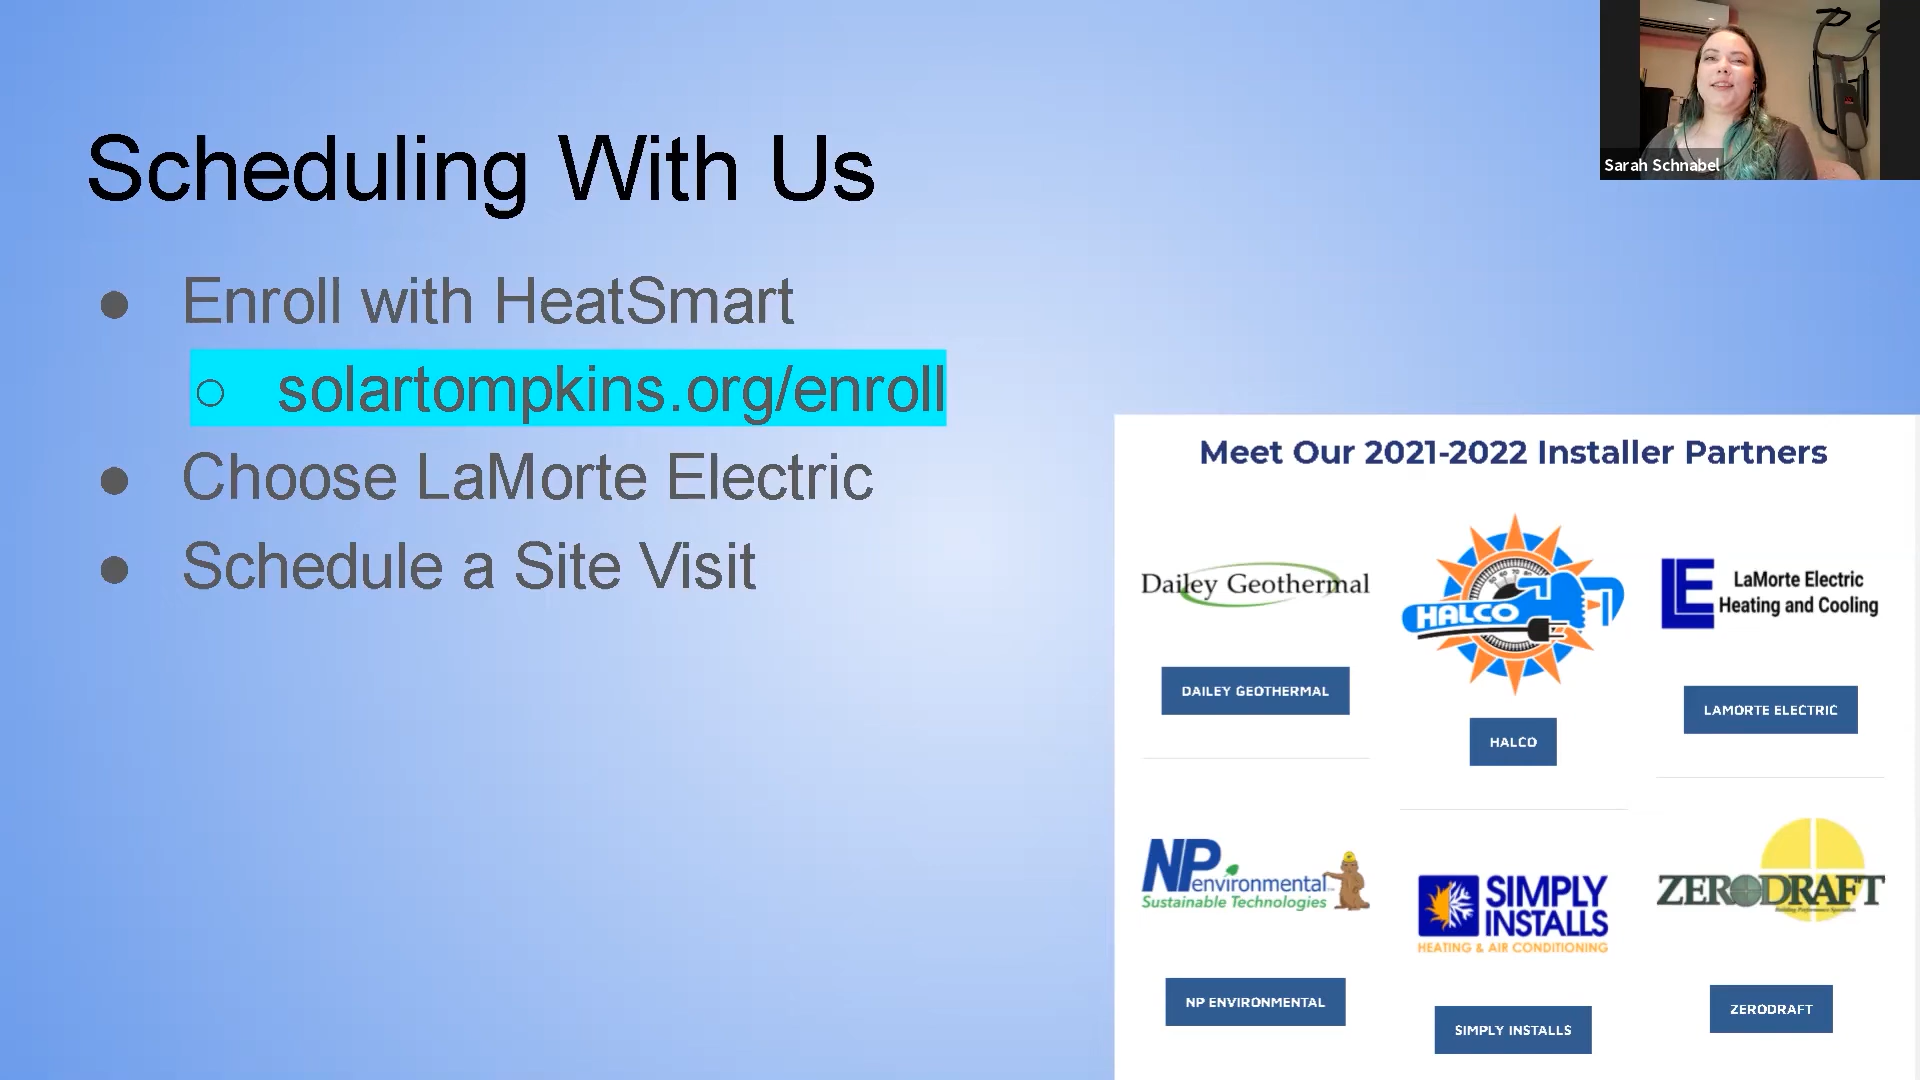 Scheduling With Us
● Enroll with HeatSmart
○ solartompkins.org/enroll
● Choose LaMorte Electric
● Schedule a Site Visit
Sarah Schnabel
Meet Our 2021-2022 Installer Partners
Dailey Geothermal
DAILEY GEOTHERMAL
HALCO
HALCO
LE LaMorte Electric
Heating and Cooling
LAMORTE ELECTRIC
NP environmental
Sustainable Technologies
NP ENVIRONMENTAL
SIMPLY
INSTALLS
HEATING & AIR CONDITIONING
SIMPLY INSTALLS
ZERODRAFT
ZERODRAFT